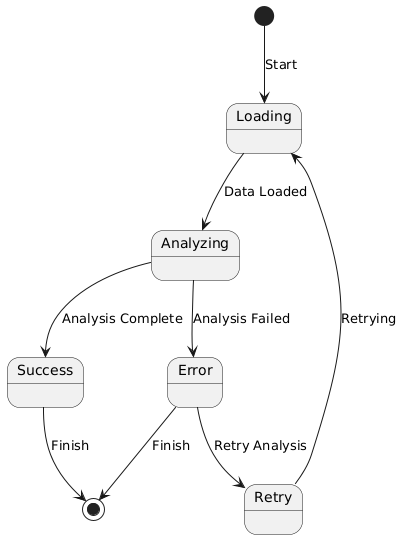 Start
Loading
Data Loaded
Analyzing
Analysis Complete
Analysis Failed
Retrying
Success
Error
Finish
Finish
Retry Analysis
Retry